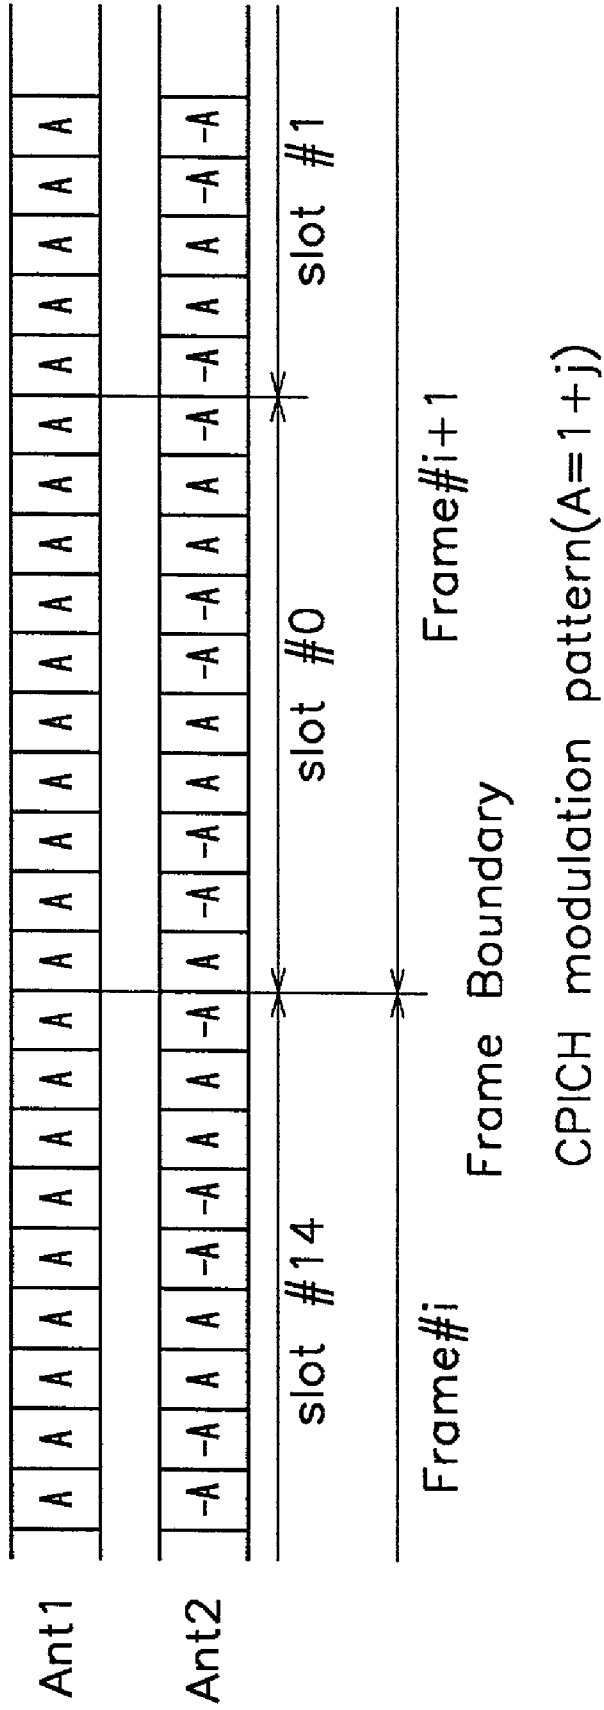 Ant1 A A A A A A A A A A A A A A A A A A A A A A A A
Ant2 -A -A A A -A -A A A -A A -A -A A A -A -A A A -A -A A A -A -A
slot #14 slot #0 slot #1
Frame#i Frame#i+1
Frame Boundary
CPICH modulation pattern(A=1+j)